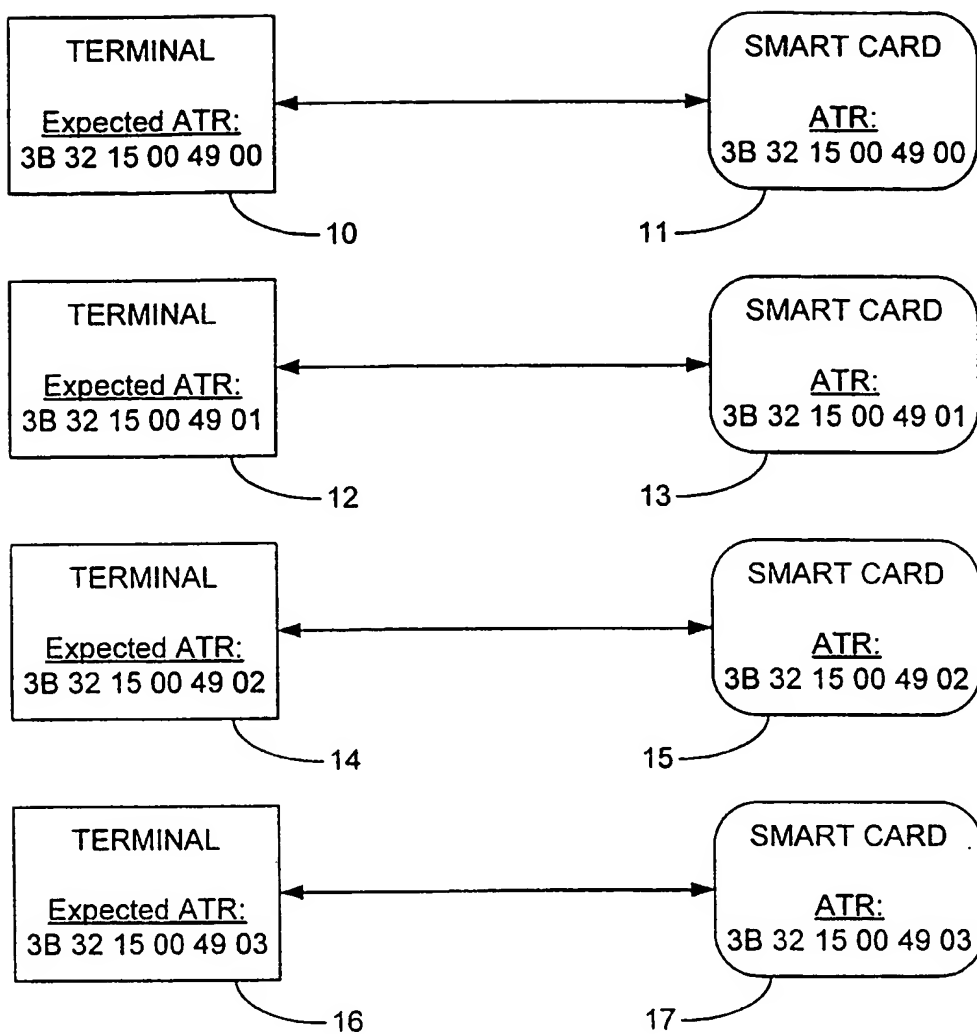 TERMINAL
Expected ATR:
3B 32 15 00 49 00
10
SMART CARD
ATR:
3B 32 15 00 49 00
11
TERMINAL
Expected ATR:
3B 32 15 00 49 01
12
SMART CARD
ATR:
3B 32 15 00 49 01
13
TERMINAL
Expected ATR:
3B 32 15 00 49 02
14
SMART CARD
ATR:
3B 32 15 00 49 02
15
TERMINAL
Expected ATR:
3B 32 15 00 49 03
16
SMART CARD
ATR:
3B 32 15 00 49 03
17